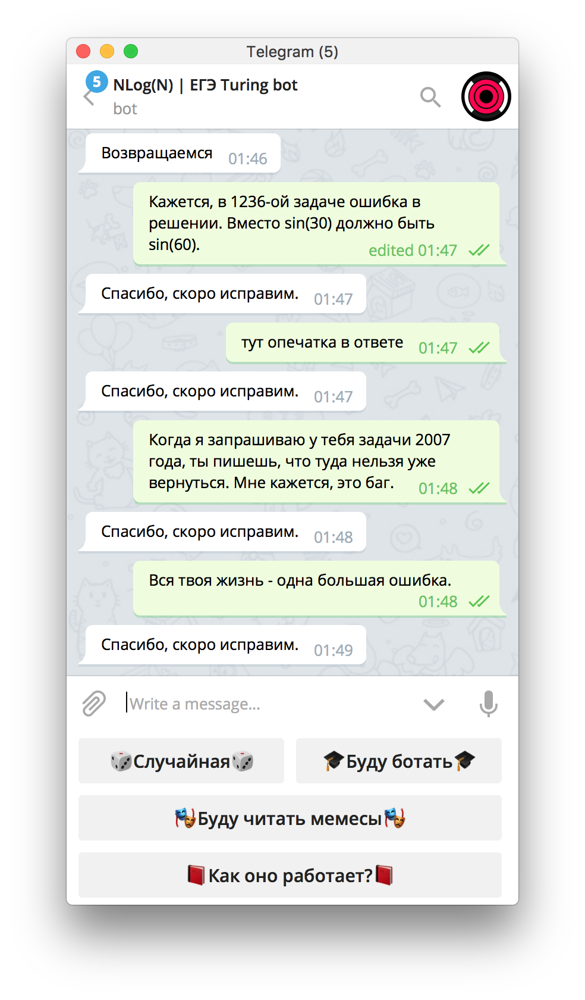 Telegram (5)
5
NLog(N) | ЕГЭ Turing bot
bot
Возвращаемся 01:46
Кажется, в 1236-ой задаче ошибка в
решении. Вместо sin(30) должно быть
sin(60).
edited 01:47
Спасибо, скоро исправим. 01:47
тут опечатка в ответе 01:47
Спасибо, скоро исправим. 01:47
Когда я запрашиваю у тебя задачи 2007
года, ты пишешь, что туда нельзя уже
вернуться. Мне кажется, это баг. 01:48
Спасибо, скоро исправим. 01:48
Вся твоя жизнь - одна большая ошибка.
01:48
Спасибо, скоро исправим. 01:49
Write a message...
🎲Случайная🎲
🎓Буду ботать🎓
🎭Буду читать мемесы🎭
📕Как оно работает?📕